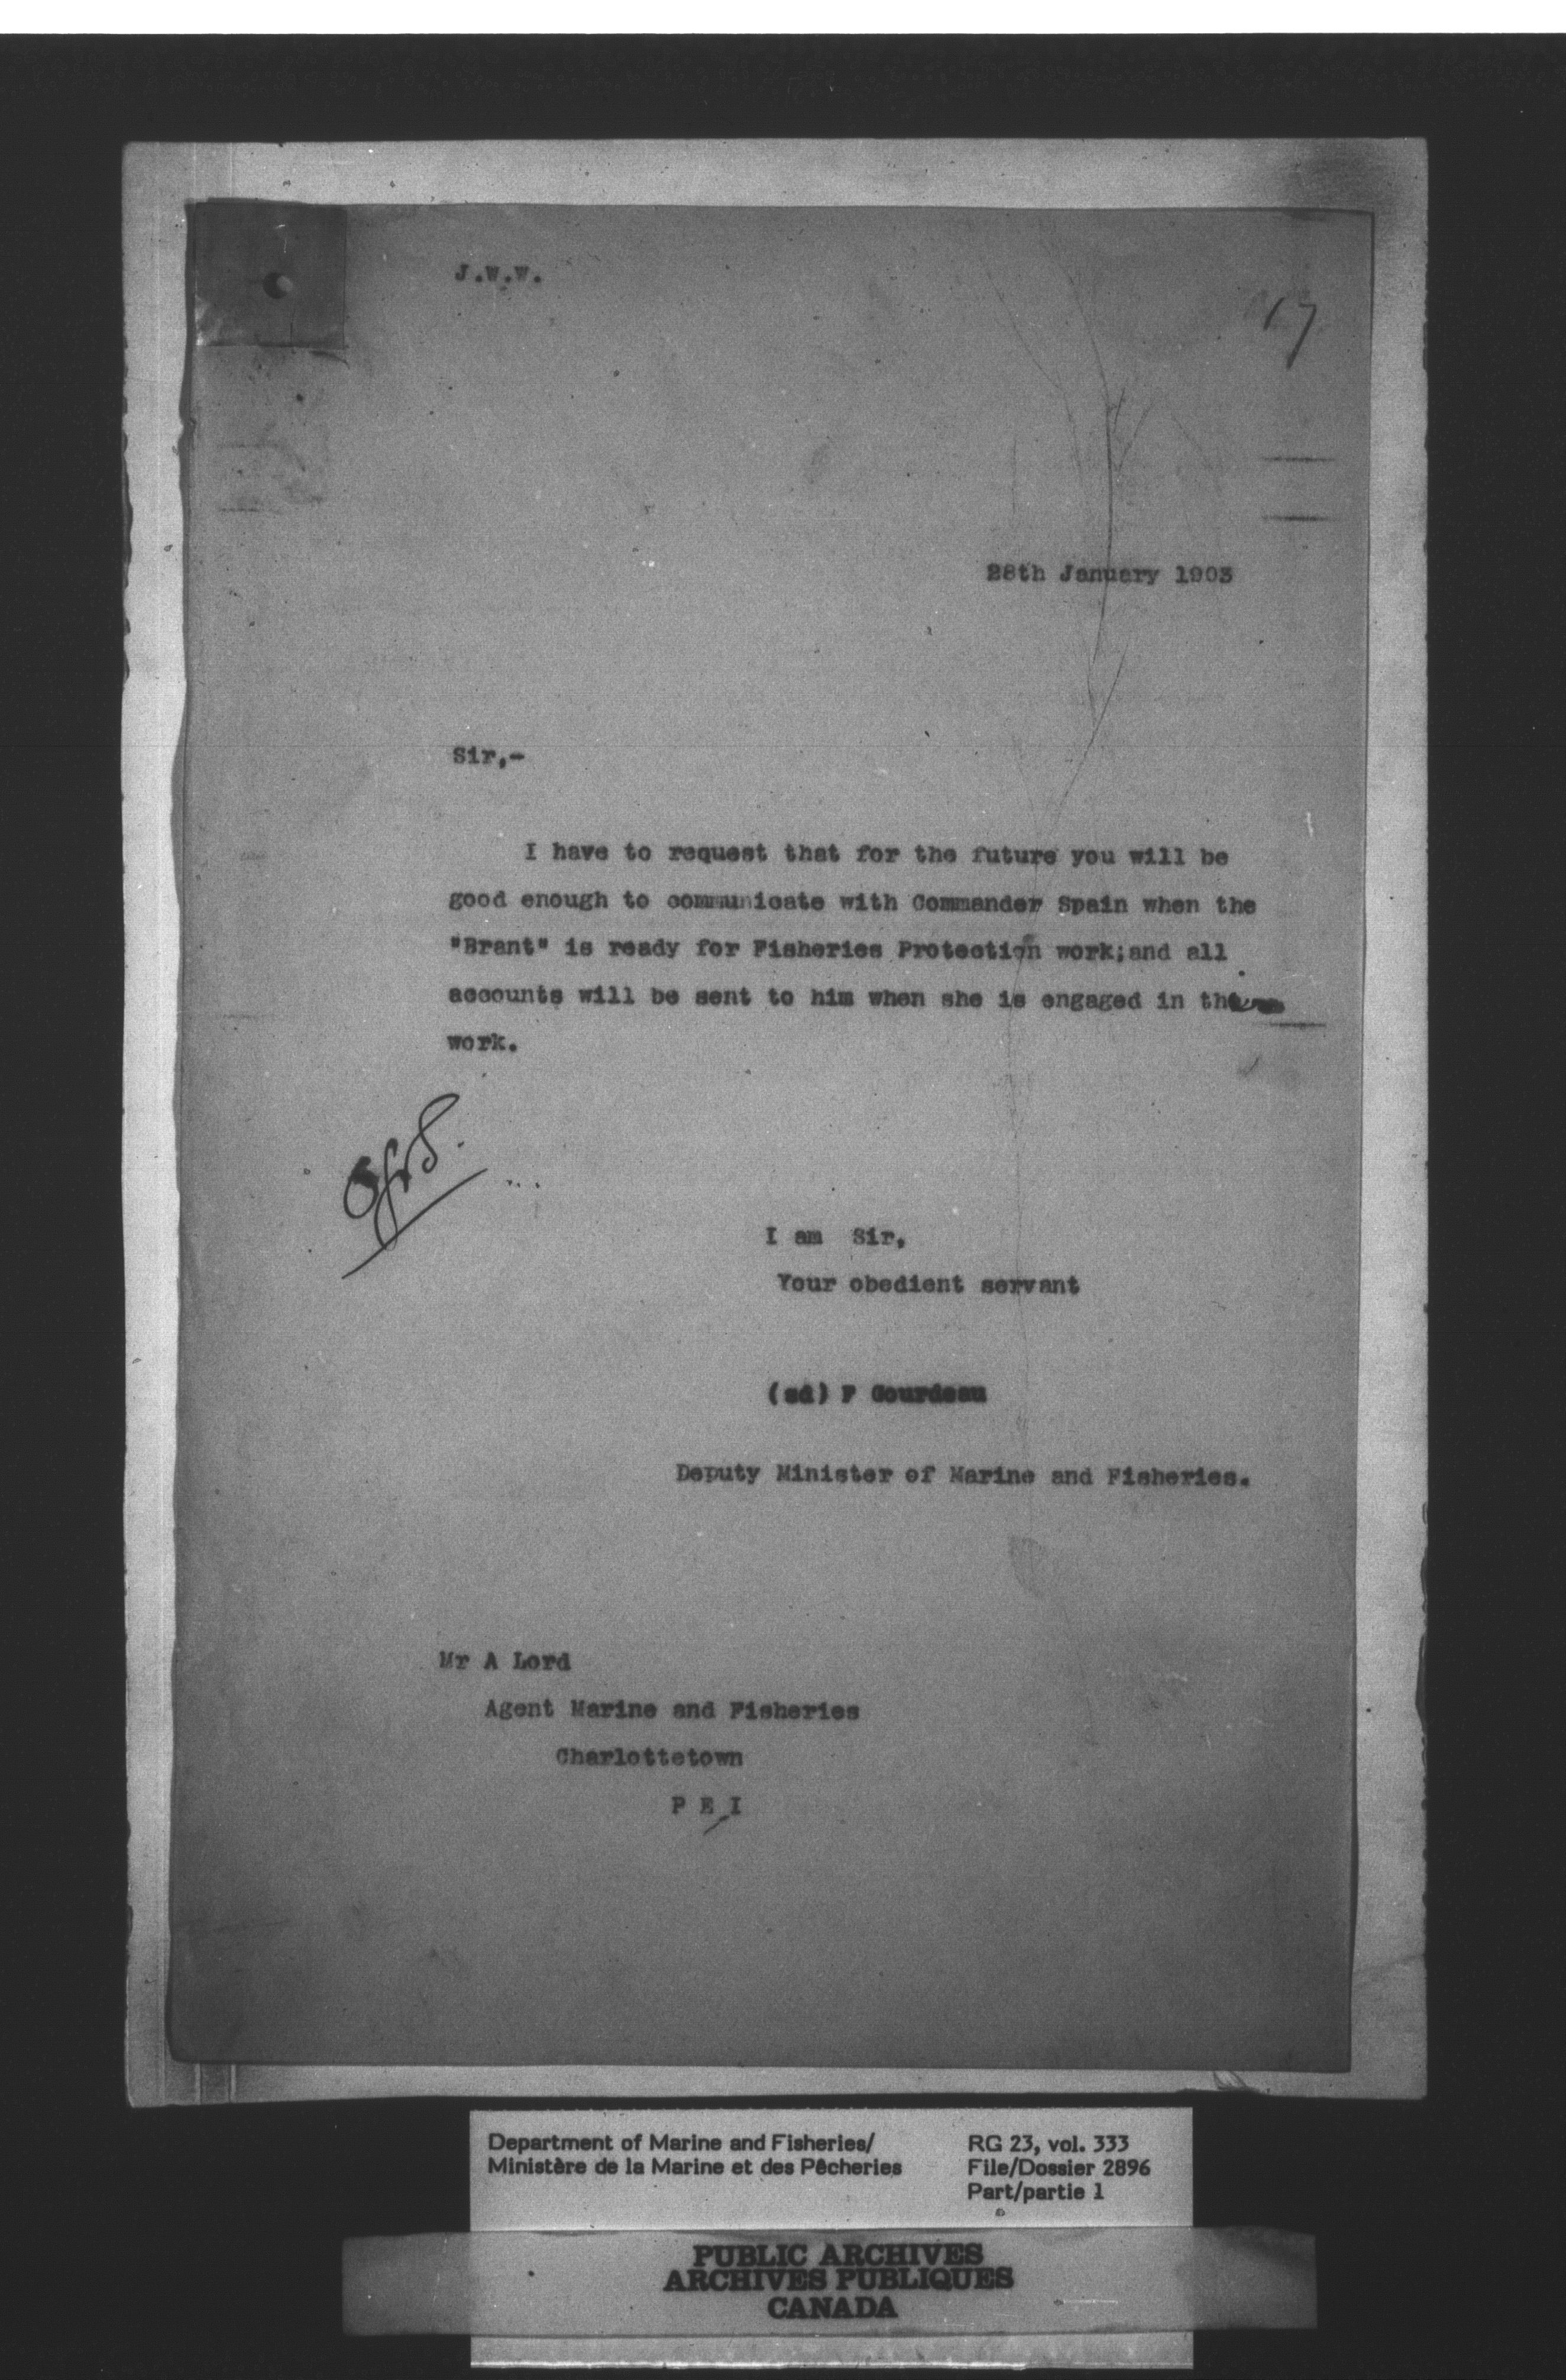 J.W.W.
17
28th January 1903
Sir,-
I have to request that for the future you will be
good enough to communicate with Commander Spain when the
"Brant" is ready for Fisheries Protection work;and all
accounts will be sent to him when she is engaged in the
work.
I am Sir,
Your obedient servant
(sd) F Gourdeau
Deputy Minister of Marine and Fisheries.
Mr A Lord
Agent Marine and Fisheries
Charlottetown
P E I
Department of Marine and Fisheries/
Ministère de la Marine et des Pêcheries
RG 23, vol. 333
File/Dossier 2896
Part/partie 1
PUBLIC ARCHIVES
ARCHIVES PUBLIQUES
CANADA